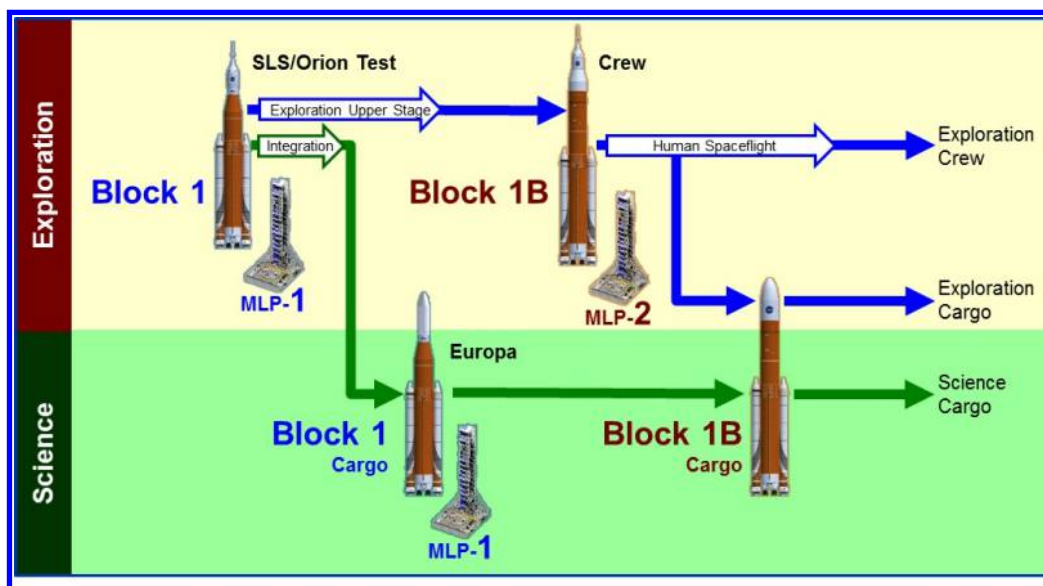 Exploration
SLS/Orion Test
Crew
Exploration Upper Stage
Integration
Human Spaceflight
Exploration
Crew
Block 1
Block 1B
MLP-1
MLP-2
Exploration
Cargo
Science
Europa
Science
Cargo
Block 1
Cargo
Block 1B
Cargo
MLP-1